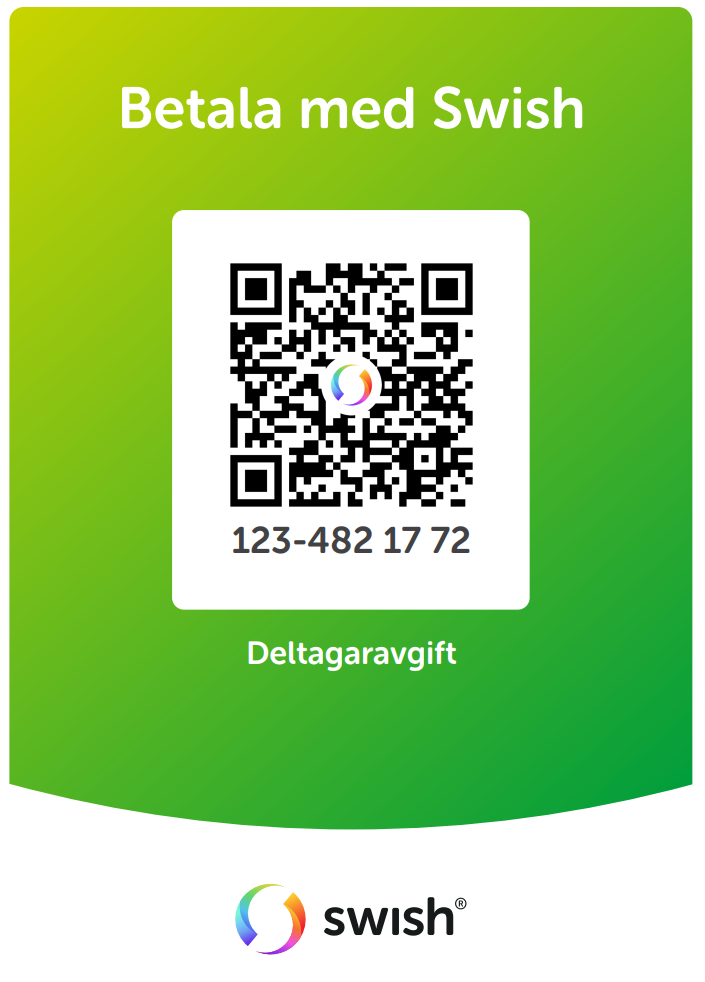 Betala med Swish
123-482 17 72
Deltagaravgift
swish®